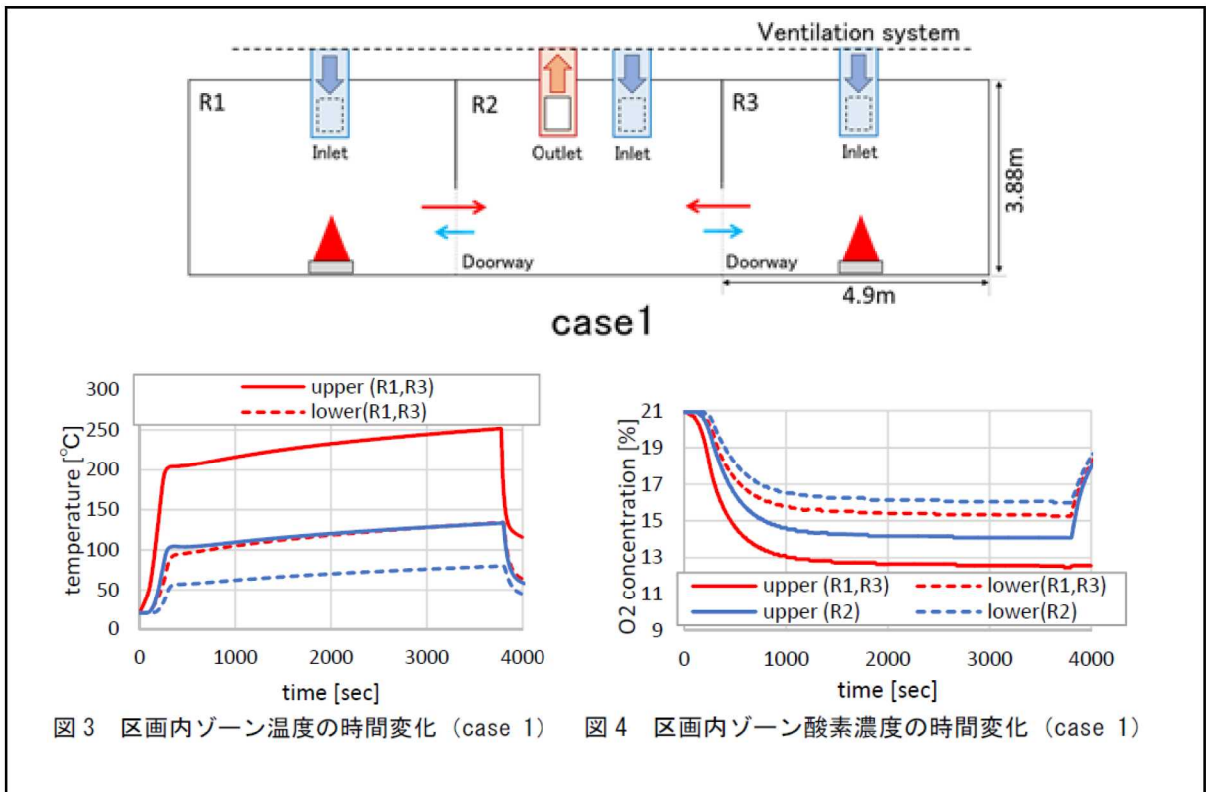 Ventilation system
R1
R2
R3
Inlet
Outlet
Inlet
Inlet
3.88m
Doorway
Doorway
4.9m
case1
300
250
200
150
100
50
0
temperature [℃]
upper (R1,R3)
lower(R1,R3)
0 1000 2000 3000 4000
time [sec]
21
19
17
15
13
11
9
O2 concentration [%]
upper (R1,R3) lower(R1,R3)
upper (R2) lower(R2)
0 1000 2000 3000 4000
time [sec]
図3 区画内ゾーン温度の時間変化 (case 1)
図4 区画内ゾーン酸素濃度の時間変化 (case 1)